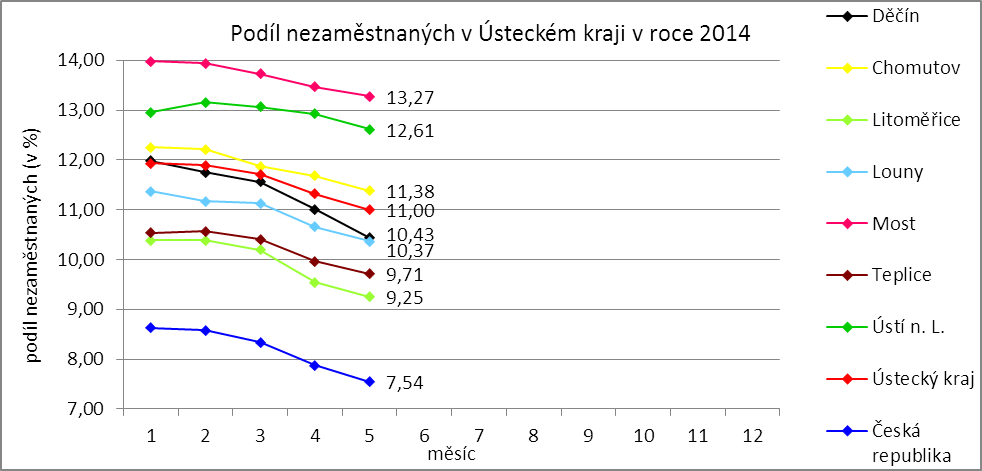 Podíl nezaměstnaných v Ústeckém kraji v roce 2014
podíl nezaměstnaných (v %)
14,00
13,00
12,00
11,00
10,00
9,00
8,00
7,00
13,27
12,61
11,38
11,00
10,43
10,37
9,71
9,25
7,54
1 2 3 4 5 6 7 8 9 10 11 12
měsíc
Děčín
Chomutov
Litoměřice
Louny
Most
Teplice
Ústí n. L.
Ústecký kraj
Česká
republika